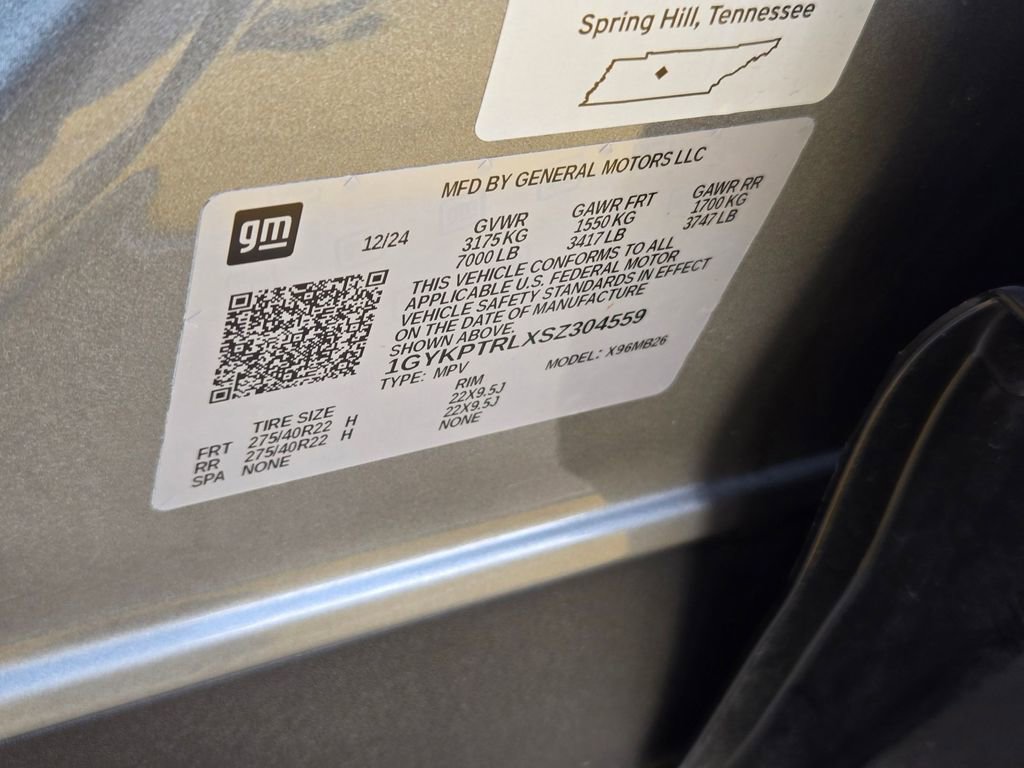 Spring Hill, Tennessee
MFD BY GENERAL MOTORS LLC
gm
12/24
GVWR GAWR FRT GAWR RR
3175 KG 1550 KG 1700 KG
7000 LB 3417 LB 3747 LB
THIS VEHICLE CONFORMS TO ALL
APPLICABLE U.S. FEDERAL MOTOR
VEHICLE SAFETY STANDARDS IN EFFECT
ON THE DATE OF MANUFACTURE
SHOWN ABOVE.
1GYKPTRLXSZ304559
TYPE: MPV MODEL: X96MB26
TIRE SIZE RIM
FRT 275/40R22 H 22X9.5J
RR 275/40R22 H 22X9.5J
SPA NONE NONE